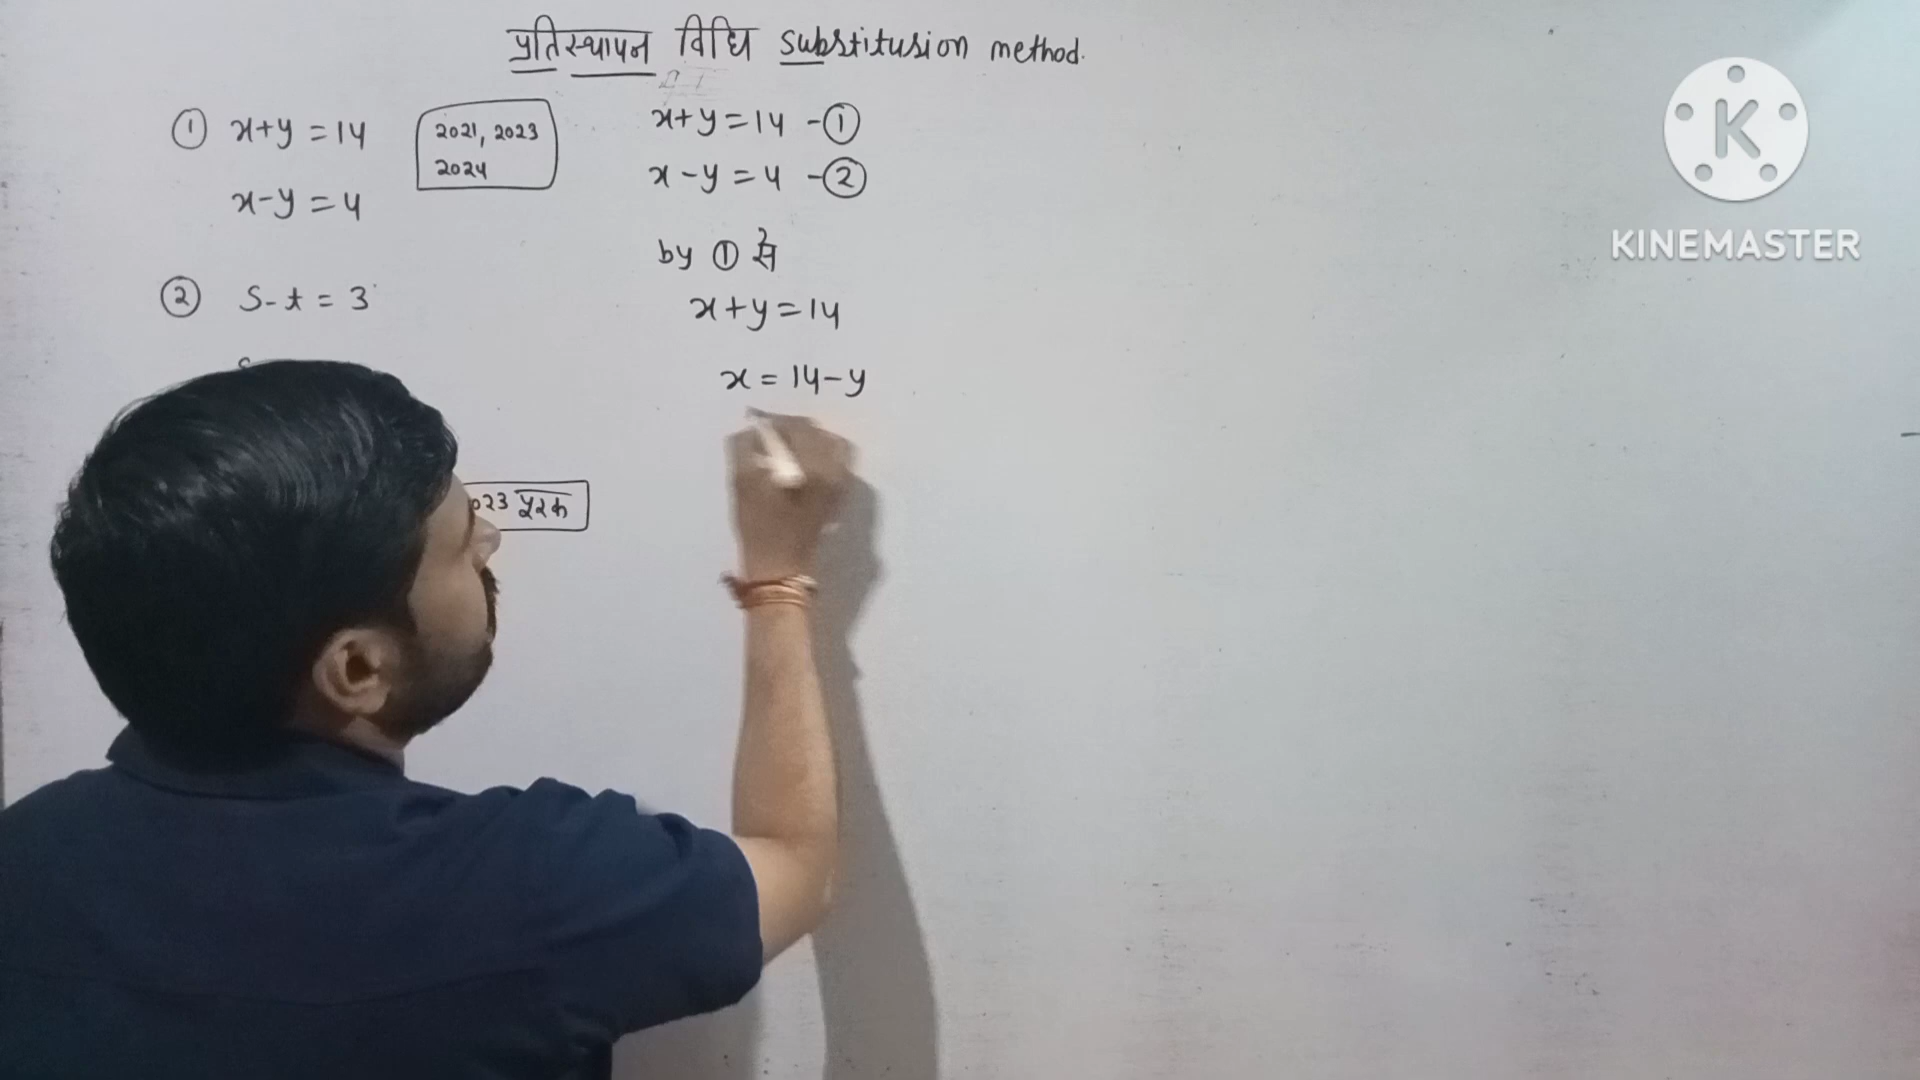 प्रतिस्थापन विधि substitusion method.
① x+y = 14
x-y = 4
2021, 2023
2024
② s-t = 3
2023 पूरक
x+y = 14 -①
x-y = 4 -②
by ① से
x+y = 14
x = 14-y
KINEMASTER